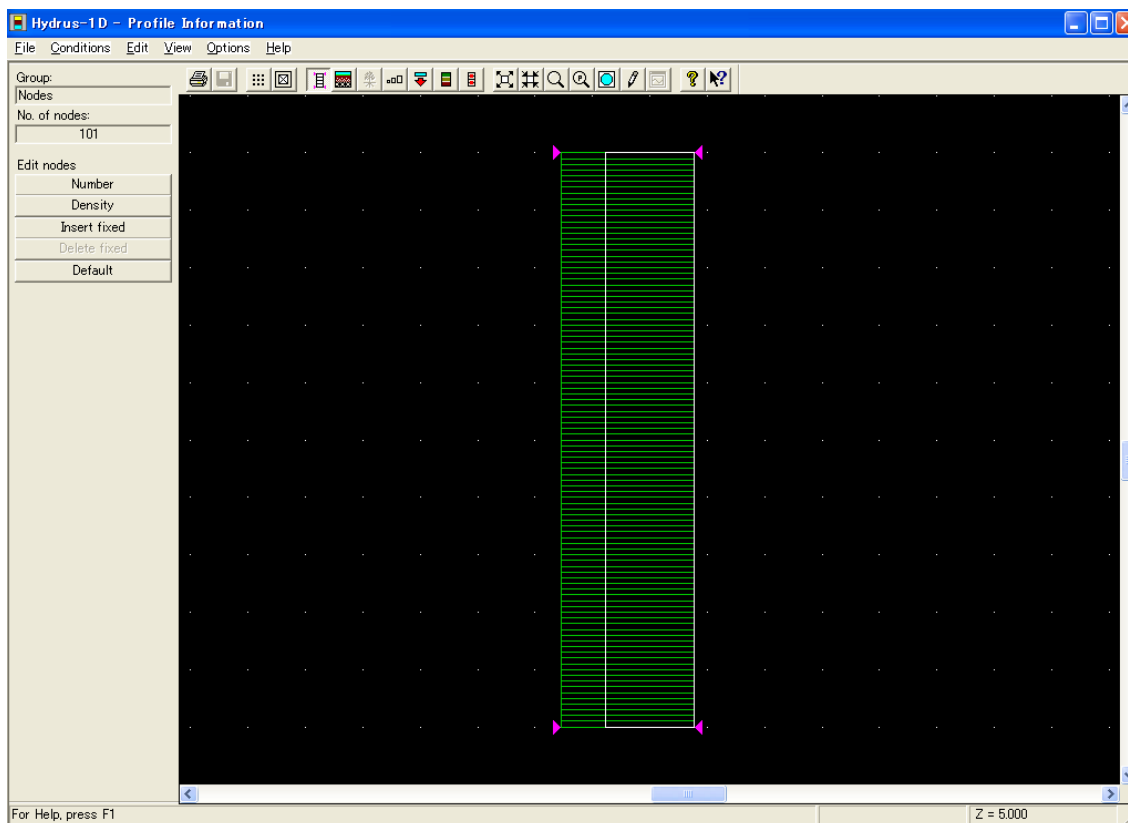 Hydrus-1D - Profile Information
File Conditions Edit View Options Help
Group:
Nodes
No. of nodes:
101
Edit nodes
Number
Density
Insert fixed
Delete fixed
Default
For Help, press F1
Z = 5.000